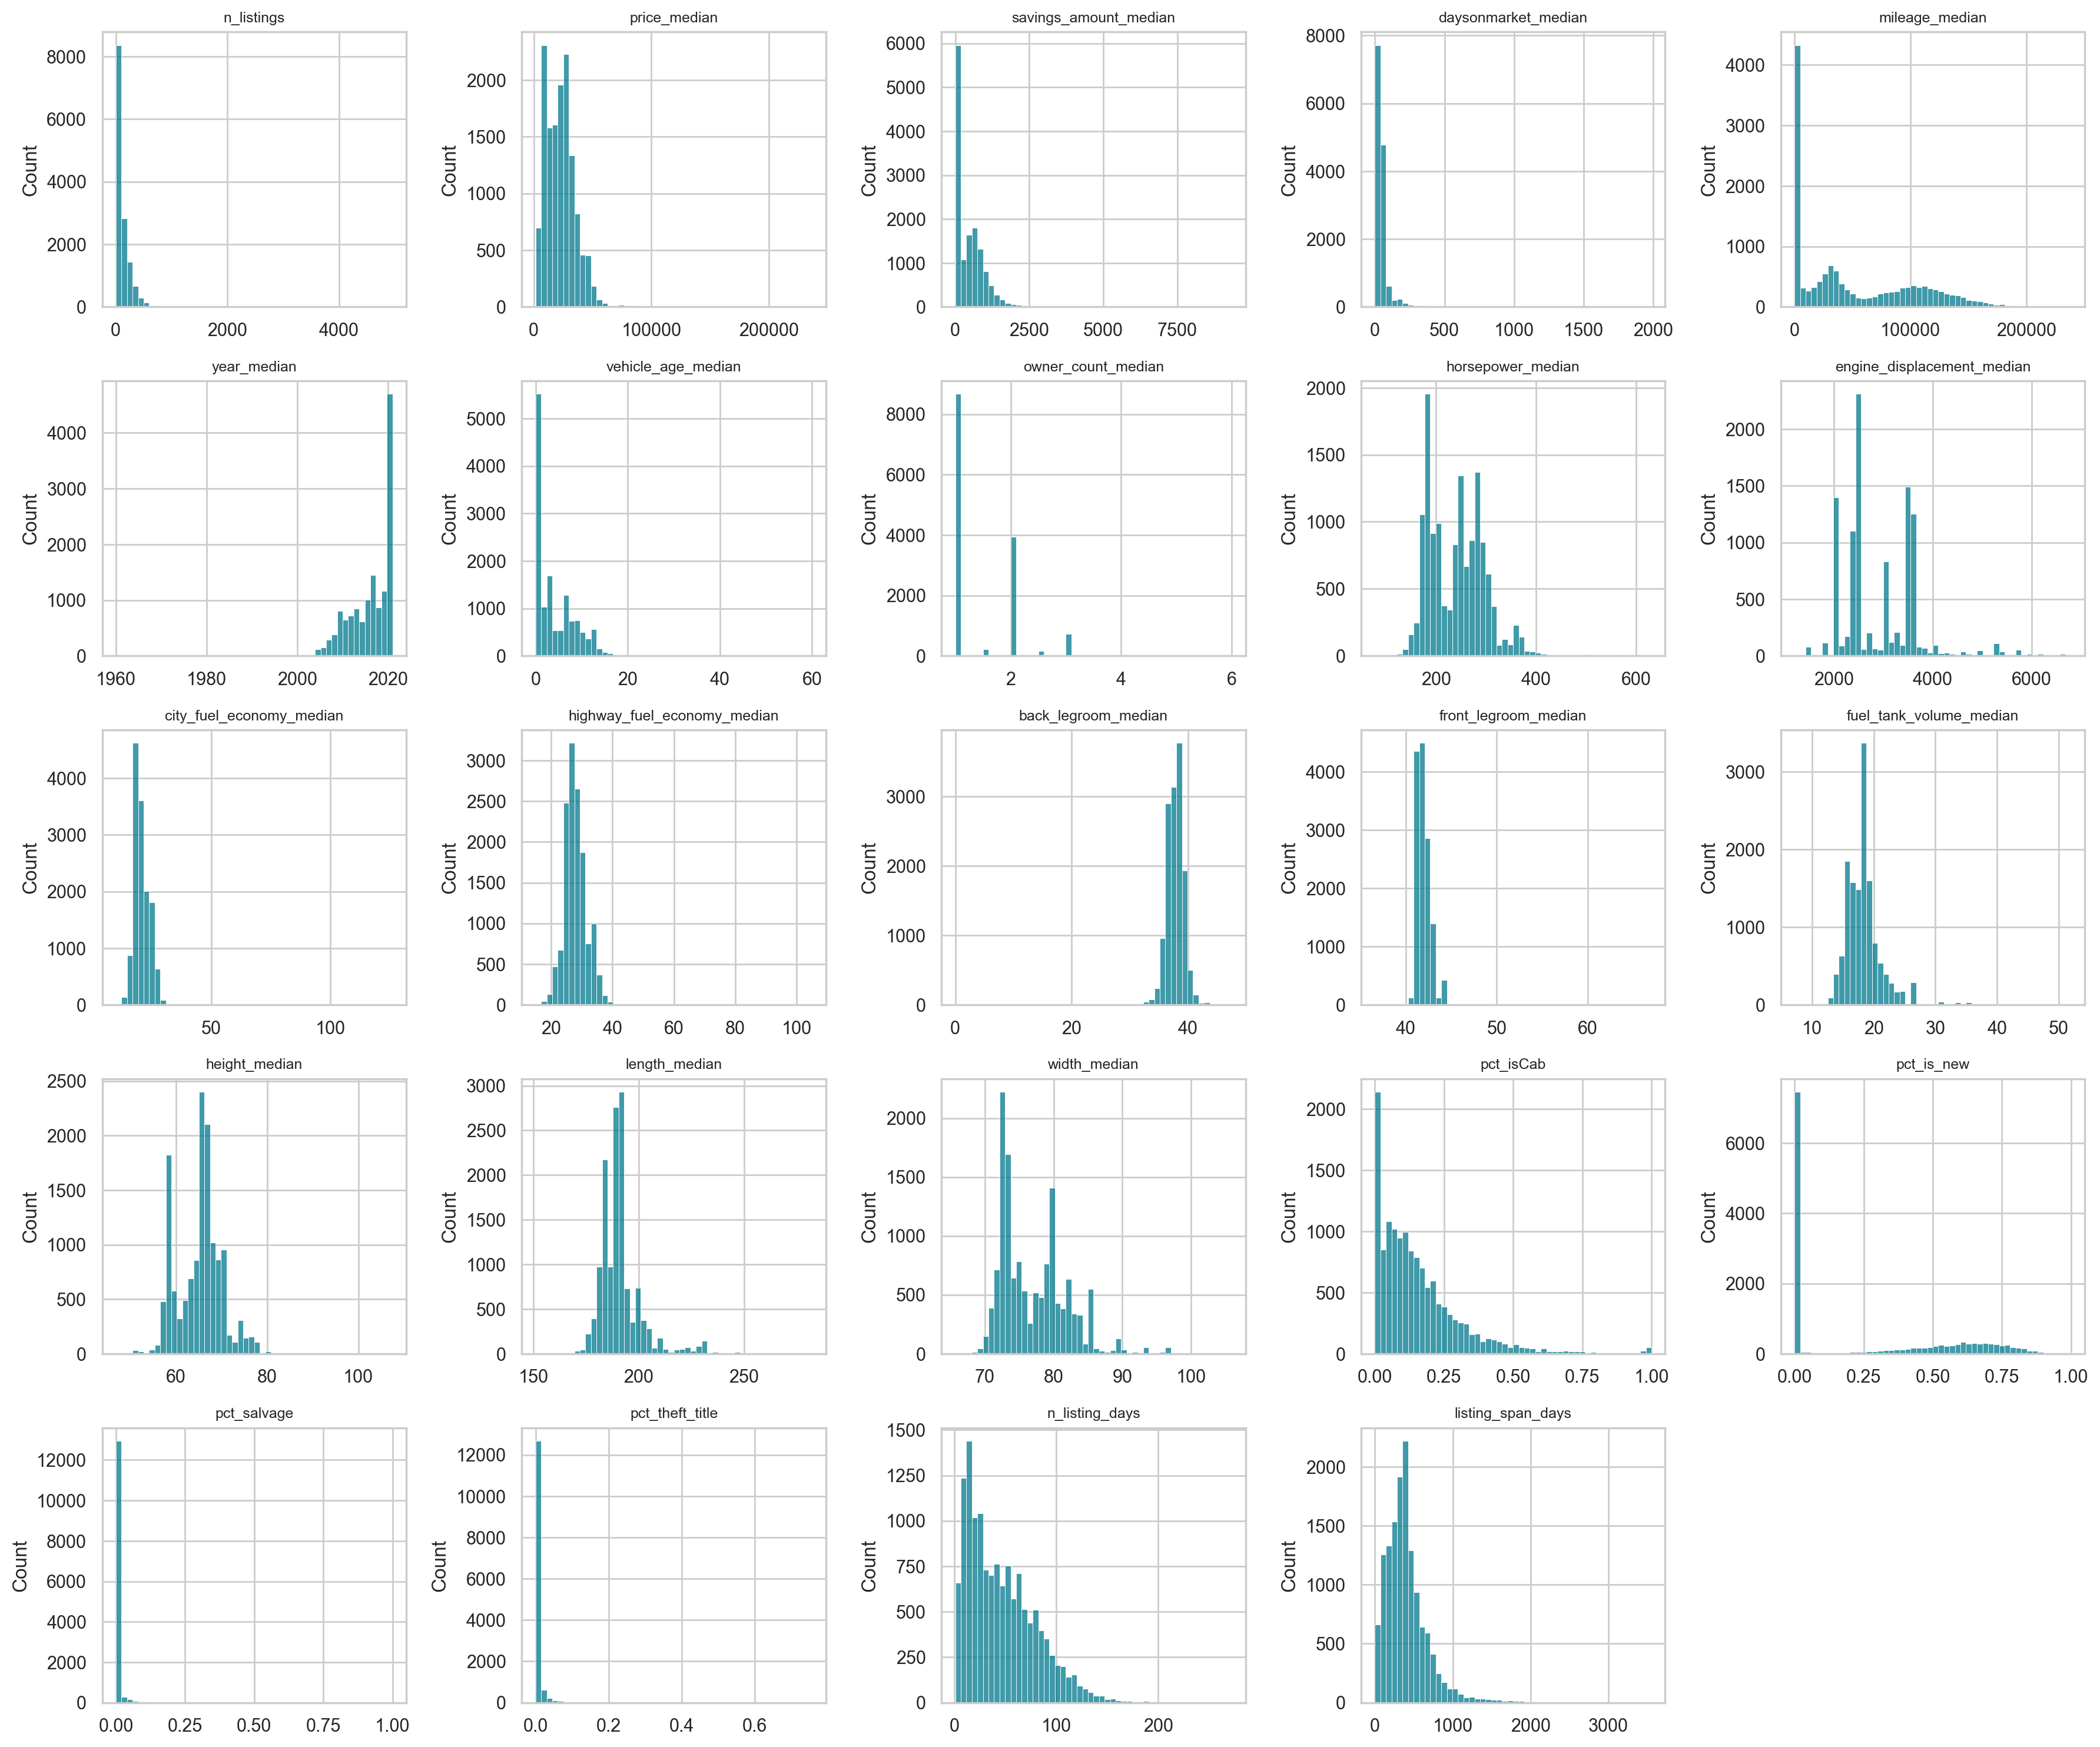 n_listings
Count
8000
6000
4000
2000
0
0 2000 4000
price_median
2000
1500
1000
500
0
0 100000 200000
savings_amount_median
Count
6000
5000
4000
3000
2000
1000
0
0 2500 5000 7500
daysonmarket_median
Count
8000
6000
4000
2000
0
0 500 1000 1500 2000
mileage_median
Count
4000
3000
2000
1000
0
0 100000 200000
year_median
Count
4000
3000
2000
1000
0
1960 1980 2000 2020
vehicle_age_median
Count
5000
4000
3000
2000
1000
0
0 20 40 60
owner_count_median
Count
8000
6000
4000
2000
0
2 4 6
horsepower_median
Count
2000
1500
1000
500
0
200 400 600
engine_displacement_median
Count
2000
1500
1000
500
0
2000 4000 6000
city_fuel_economy_median
Count
4000
3000
2000
1000
0
50 100
highway_fuel_economy_median
Count
3000
2500
2000
1500
1000
500
0
20 40 60 80 100
back_legroom_median
Count
3000
2000
1000
0
0 20 40
front_legroom_median
Count
4000
3000
2000
1000
0
40 50 60
fuel_tank_volume_median
Count
3000
2000
1000
0
10 20 30 40 50
height_median
Count
2500
2000
1500
1000
500
0
60 80 100
length_median
Count
3000
2500
2000
1500
1000
500
0
150 200 250
width_median
Count
2000
1500
1000
500
0
70 80 90 100
pct_isCab
Count
2000
1500
1000
500
0
0.00 0.25 0.50 0.75 1.00
pct_is_new
Count
6000
4000
2000
0
0.00 0.25 0.50 0.75 1.00
pct_salvage
Count
12000
10000
8000
6000
4000
2000
0
0.00 0.25 0.50 0.75 1.00
pct_theft_title
Count
12000
10000
8000
6000
4000
2000
0
0.0 0.2 0.4 0.6
n_listing_days
Count
1500
1250
1000
750
500
250
0
0 100 200
listing_span_days
Count
2000
1500
1000
500
0
0 1000 2000 3000